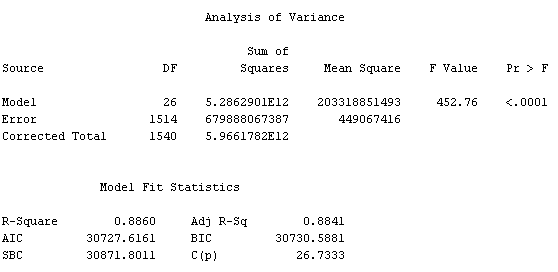 Analysis of Variance
Sum of
Source DF Squares Mean Square F Value Pr > F
Model 26 5.2862901E12 203318851493 452.76 <.0001
Error 1514 679888067387 449067416
Corrected Total 1540 5.9661782E12
Model Fit Statistics
R-Square 0.8860 Adj R-Sq 0.8841
AIC 30727.6161 BIC 30730.5881
SBC 30871.8011 C(p) 26.7333